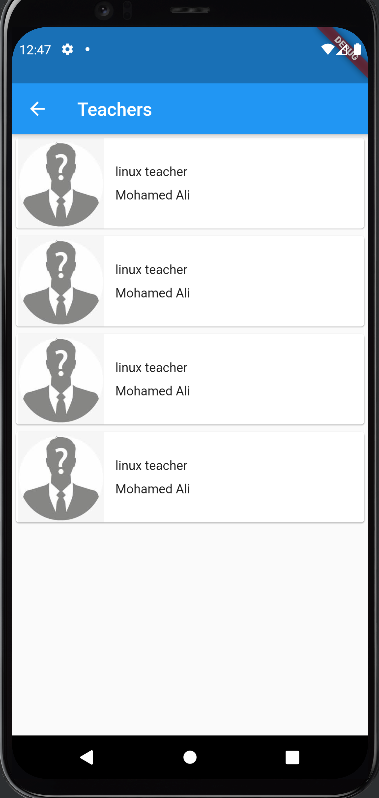 12:47
DEBUG
Teachers
?
linux teacher
Mohamed Ali
?
linux teacher
Mohamed Ali
?
linux teacher
Mohamed Ali
?
linux teacher
Mohamed Ali